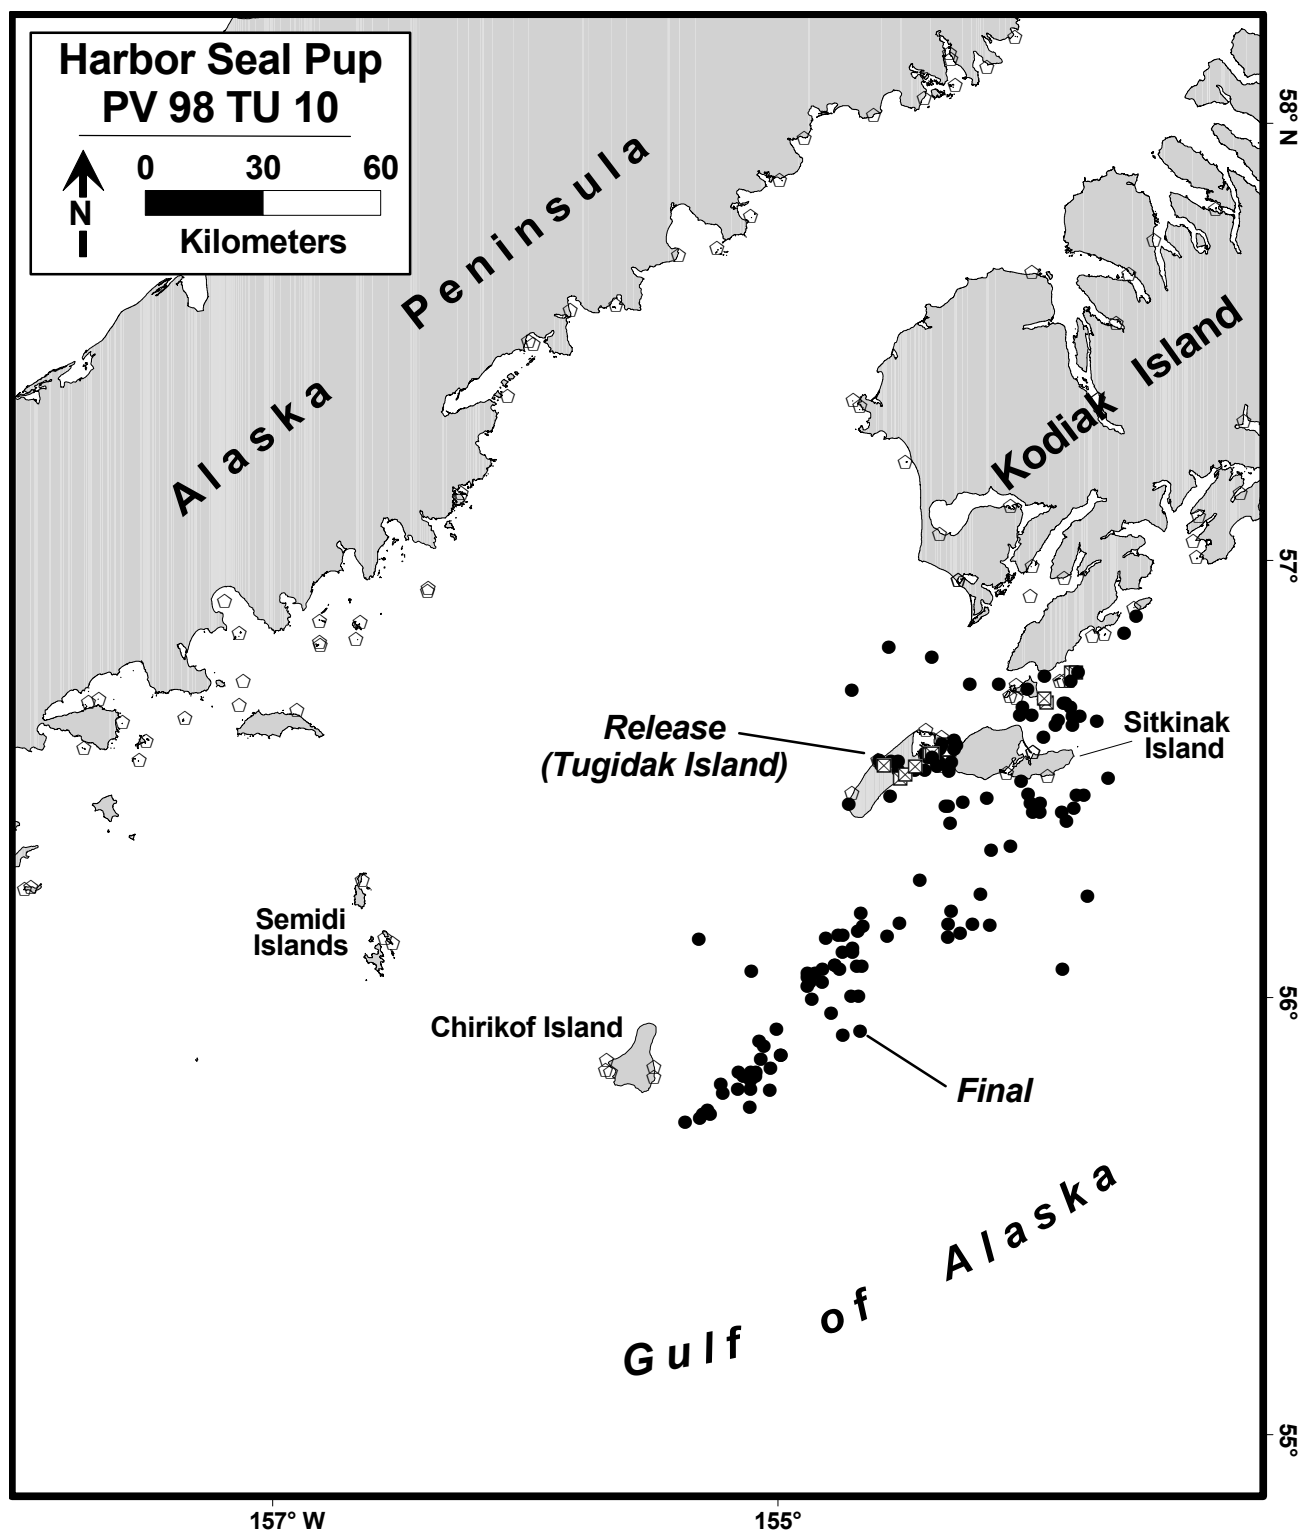 Harbor Seal Pup
PV 98 TU 10
0 30 60
N
Kilometers
58° N
Alaska Peninsula
Kodiak Island
57°
Release
(Tugidak Island)
Sitkinak
Island
Semidi
Islands
56°
Chirikof Island
Final
Gulf of Alaska
55°
157° W 155°